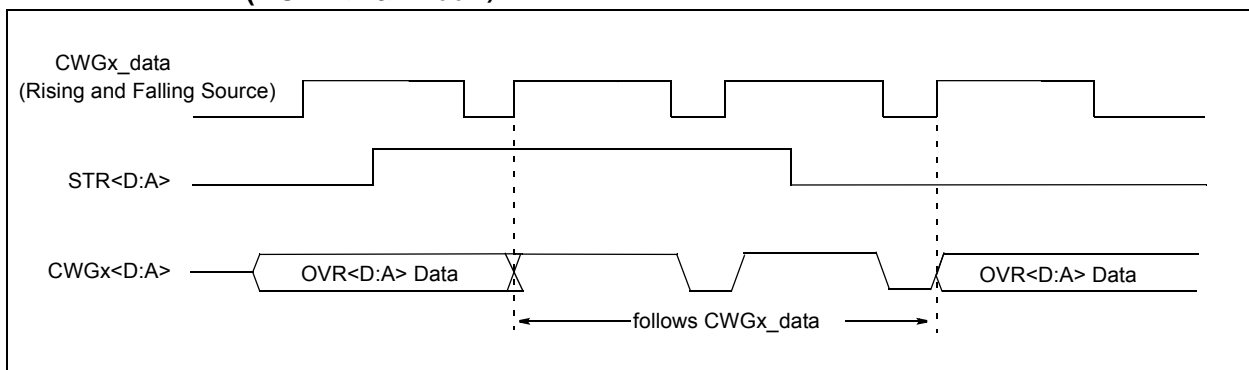 CWGx_data
(Rising and Falling Source)
STR<D:A>
CWGx<D:A>
OVR<D:A> Data
OVR<D:A> Data
follows CWGx_data